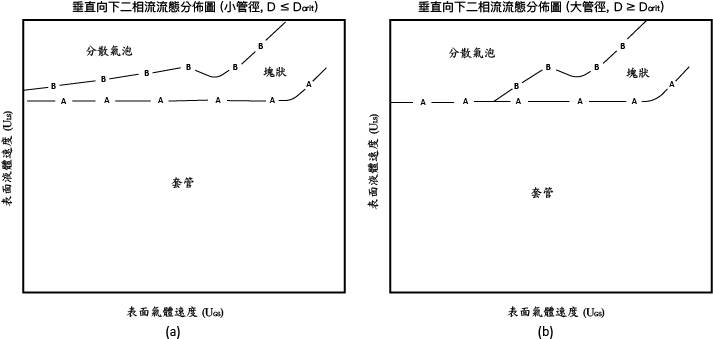 垂直向下二相流流態分佈圖 (小管徑, D ≤ Dcrit)
分散氣泡
塊狀
B B B B B B
A A A A A A
套管
表面液體速度 (ULS)
表面氣體速度 (UGS)
(a)
垂直向下二相流流態分佈圖 (大管徑, D ≥ Dcrit)
分散氣泡
塊狀
B B B B
A A A A A A
套管
表面液體速度 (ULS)
表面氣體速度 (UGS)
(b)